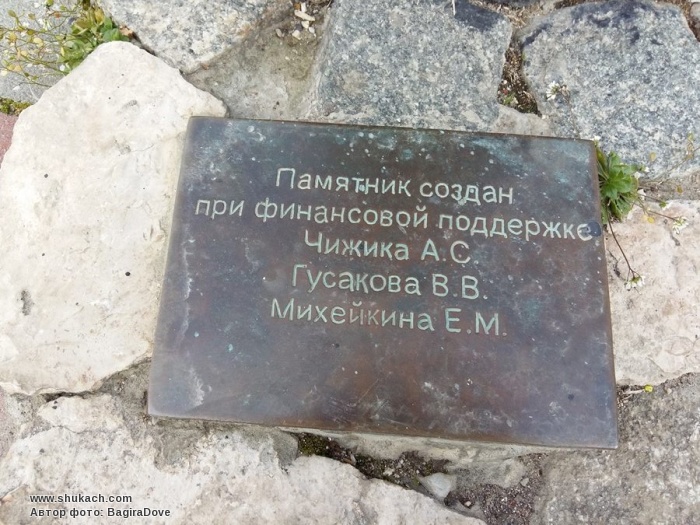 Памятник создан
при финансовой поддержке
Чижика А.С.
Гусакова В.В.
Михейкина Е.М.
www.shukach.com
Автор фото: BagiraDove